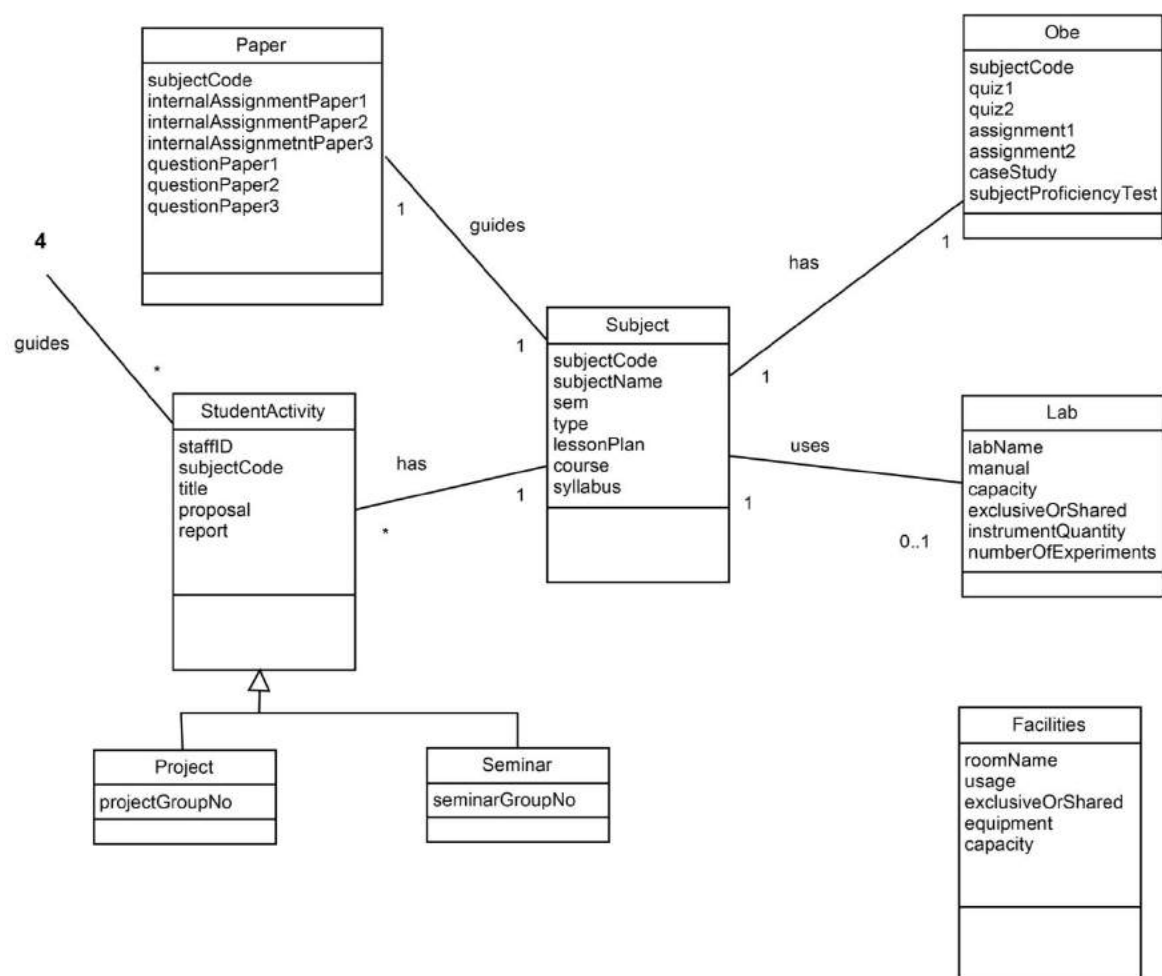 Paper
subjectCode
internalAssignmentPaper1
internalAssignmentPaper2
internalAssignmetntPaper3
questionPaper1
questionPaper2
questionPaper3
Obe
subjectCode
quiz1
quiz2
assignment1
assignment2
caseStudy
subjectProficiencyTest
1
guides
1
has
1
1
4
guides
*
Subject
subjectCode
subjectName
sem
type
lessonPlan
course
syllabus
StudentActivity
staffID
subjectCode
title
proposal
report
has
1
*
uses
1
0..1
Lab
labName
manual
capacity
exclusiveOrShared
instrumentQuantity
numberOfExperiments
Project
projectGroupNo
Seminar
seminarGroupNo
Facilities
roomName
usage
exclusiveOrShared
equipment
capacity